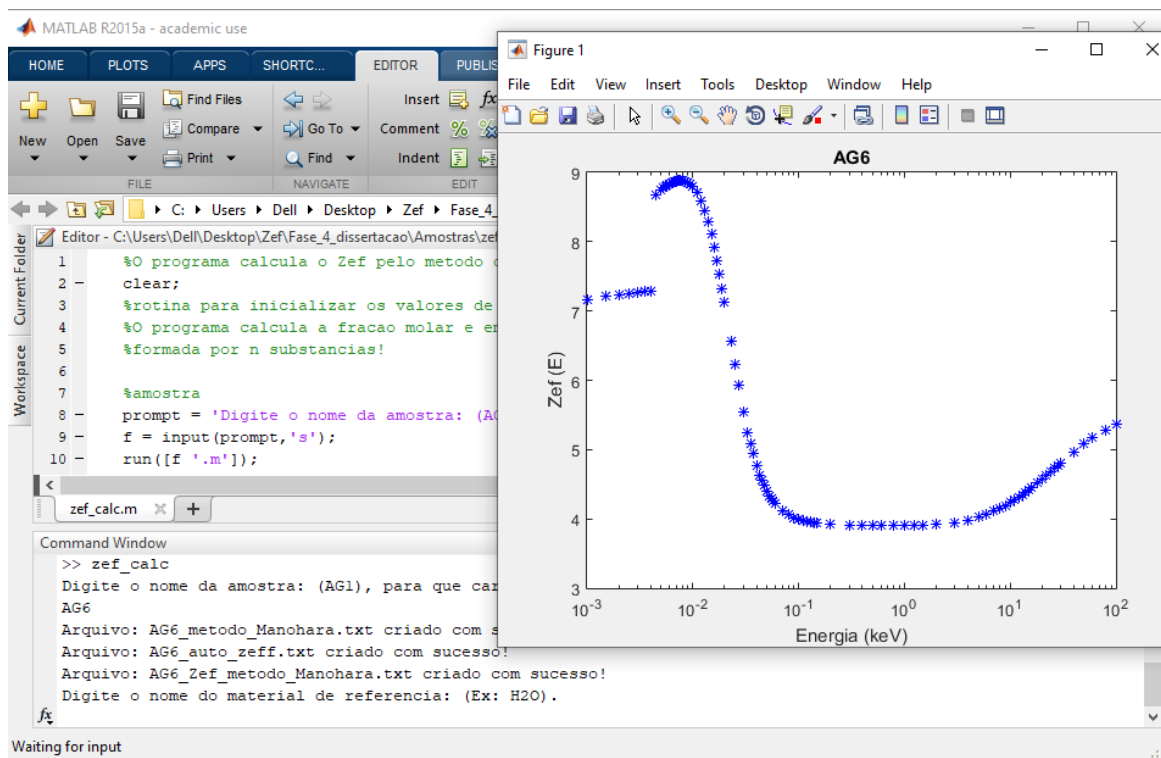 MATLAB R2015a - academic use
HOME PLOTS APPS SHORTC... EDITOR PUBLIS
New Open Save
Find Files
Compare
Print
Go To
Find
Insert fx
Comment %
Indent
FILE NAVIGATE EDIT
C: Users Dell Desktop Zef Fase_4_
Current Folder
Workspace
Editor - C:\Users\Dell\Desktop\Zef\Fase_4_dissertacao\Amostras\zef
1 %O programa calcula o Zef pelo metodo
2 - clear;
3 %rotina para inicializar os valores de
4 %O programa calcula a fracao molar e
5 %formada por n substancias!
6
7 %amostra
8 - prompt = 'Digite o nome da amostra: (AG
9 - f = input(prompt,'s');
10 - run([f '.m']);
zef_calc.m
Command Window
>> zef_calc
Digite o nome da amostra: (AG1), para que car
AG6
Arquivo: AG6_metodo_Manohara.txt criado com s
Arquivo: AG6_auto_zeff.txt criado com sucesso!
Arquivo: AG6_Zef_metodo_Manohara.txt criado com sucesso!
Digite o nome do material de referencia: (Ex: H2O).
fx
Waiting for input
Figure 1
File Edit View Insert Tools Desktop Window Help
AG6
9
8
7
6
5
4
3
Zef (E)
10^-3 10^-2 10^-1 10^0 10^1 10^2
Energia (keV)